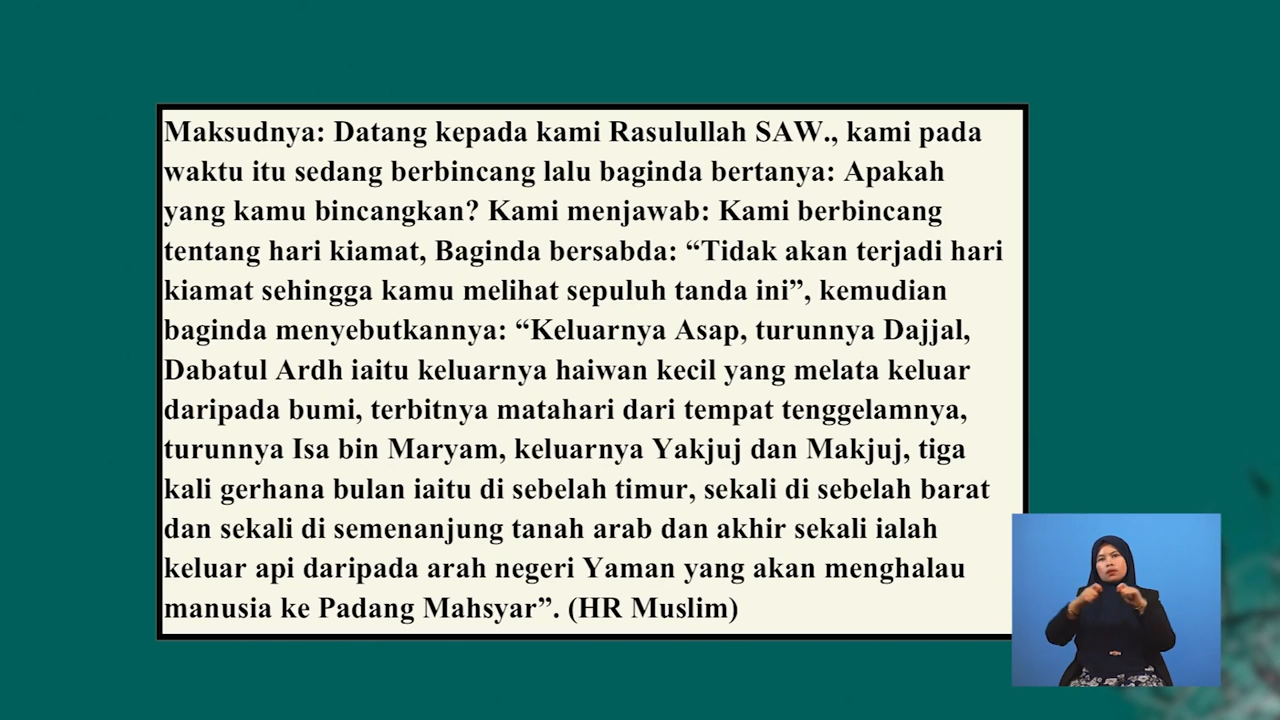 Maksudnya: Datang kepada kami Rasulullah SAW., kami pada
waktu itu sedang berbincang lalu baginda bertanya: Apakah
yang kamu bincangkan? Kami menjawab: Kami berbincang
tentang hari kiamat, Baginda bersabda: “Tidak akan terjadi hari
kiamat sehingga kamu melihat sepuluh tanda ini”, kemudian
baginda menyebutkannya: “Keluarnya Asap, turunnya Dajjal,
Dabatul Ardh iaitu keluarnya haiwan kecil yang melata keluar
daripada bumi, terbitnya matahari dari tempat tenggelamnya,
turunnya Isa bin Maryam, keluarnya Yakjuj dan Makjuj, tiga
kali gerhana bulan iaitu di sebelah timur, sekali di sebelah barat
dan sekali di semenanjung tanah arab dan akhir sekali ialah
keluar api daripada arah negeri Yaman yang akan menghalau
manusia ke Padang Mahsyar”. (HR Muslim)